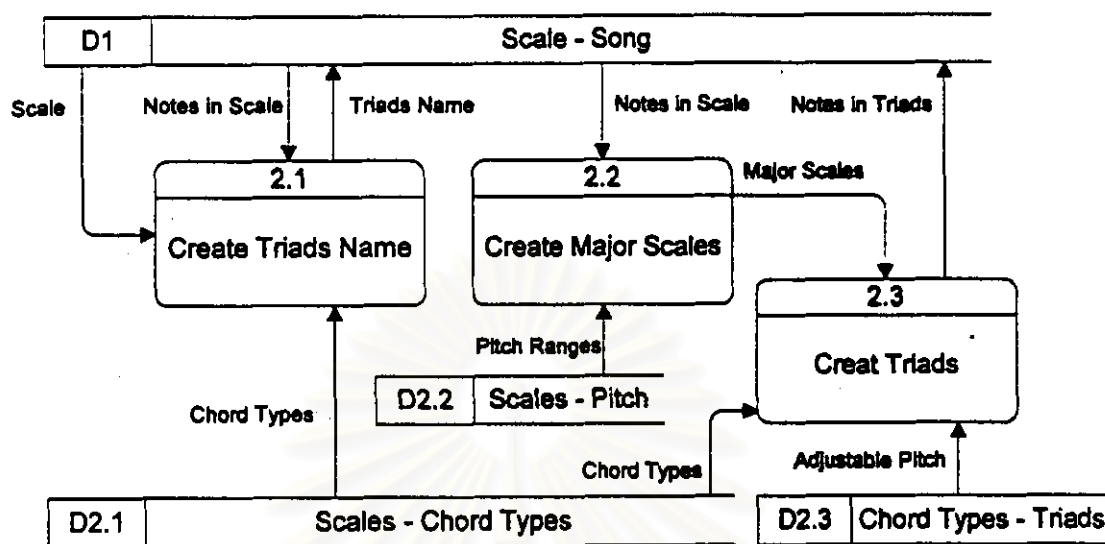 D1 Scale - Song
Scale
Notes in Scale
Triads Name
Notes in Scale
Notes in Triads
2.1
Create Triads Name
2.2
Create Major Scales
Major Scales
2.3
Creat Triads
Pitch Ranges
D2.2 Scales - Pitch
Chord Types
Chord Types
Adjustable Pitch
D2.1 Scales - Chord Types
D2.3 Chord Types - Triads